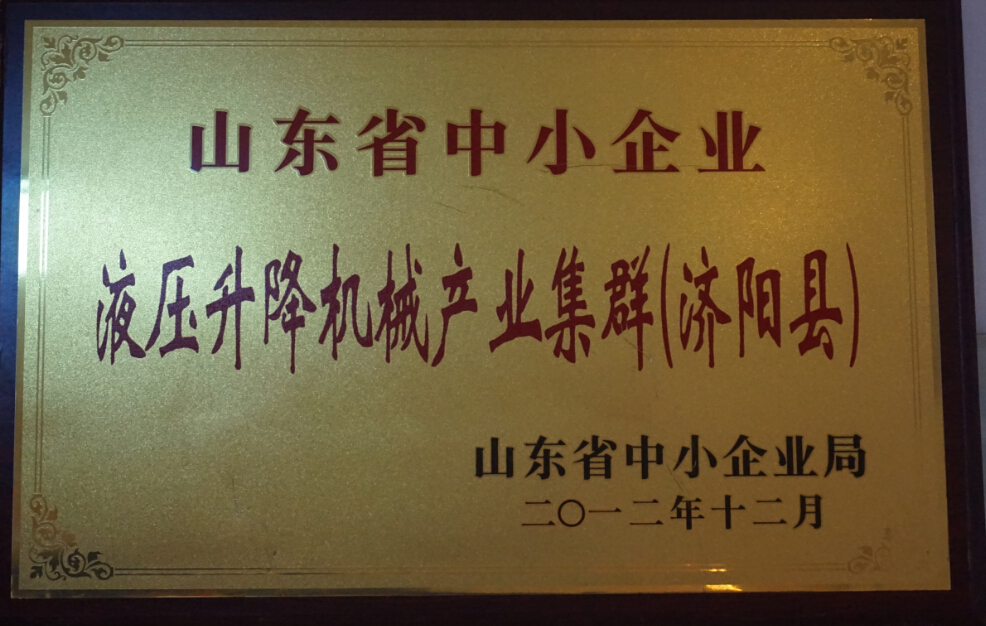 山东省中小企业
液压升降机械产业集群(济阳县)
山东省中小企业局
二〇一二年十二月